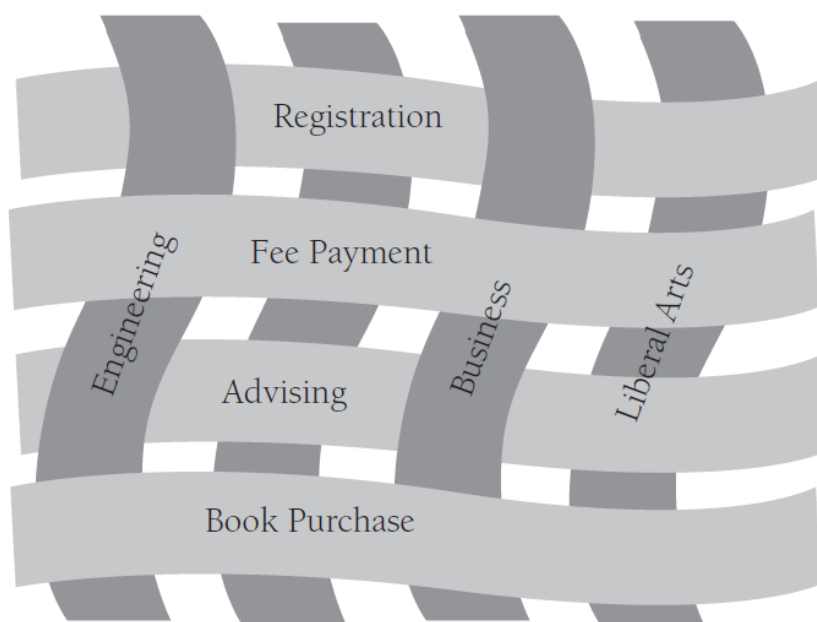 Registration
Fee Payment
Engineering
Business
Liberal Arts
Advising
Book Purchase